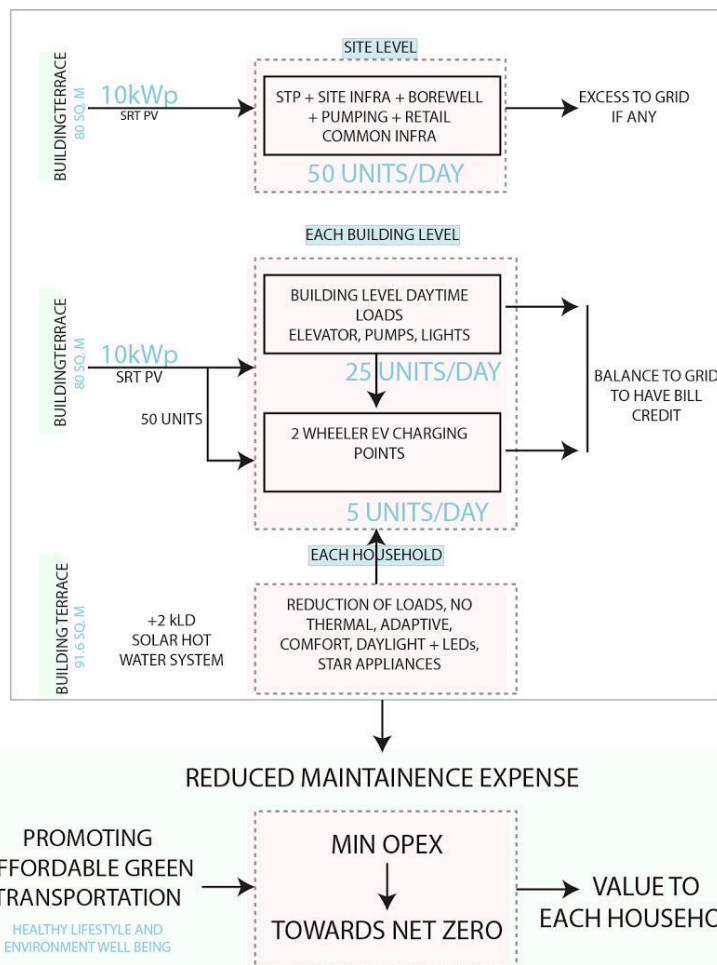 SITE LEVEL
BUILDINGTERRACE
80 SQ. M
10kWp
SRT PV
STP + SITE INFRA + BOREWELL
+ PUMPING + RETAIL
COMMON INFRA
50 UNITS/DAY
EXCESS TO GRID
IF ANY
EACH BUILDING LEVEL
BUILDINGTERRACE
80 SQ. M
10kWp
SRT PV
50 UNITS
BUILDING LEVEL DAYTIME
LOADS
ELEVATOR, PUMPS, LIGHTS
25 UNITS/DAY
2 WHEELER EV CHARGING
POINTS
5 UNITS/DAY
BALANCE TO GRID
TO HAVE BILL
CREDIT
EACH HOUSEHOLD
BUILDING TERRACE
91.6 SQ. M
+2 kLD
SOLAR HOT
WATER SYSTEM
REDUCTION OF LOADS, NO
THERMAL, ADAPTIVE,
COMFORT, DAYLIGHT + LEDs,
STAR APPLIANCES
REDUCED MAINTAINENCE EXPENSE
PROMOTING
FFORDABLE GREEN
TRANSPORTATION
HEALTHY LIFESTYLE AND
ENVIRONMENT WELL BEING
MIN OPEX
TOWARDS NET ZERO
VALUE TO
EACH HOUSEHO